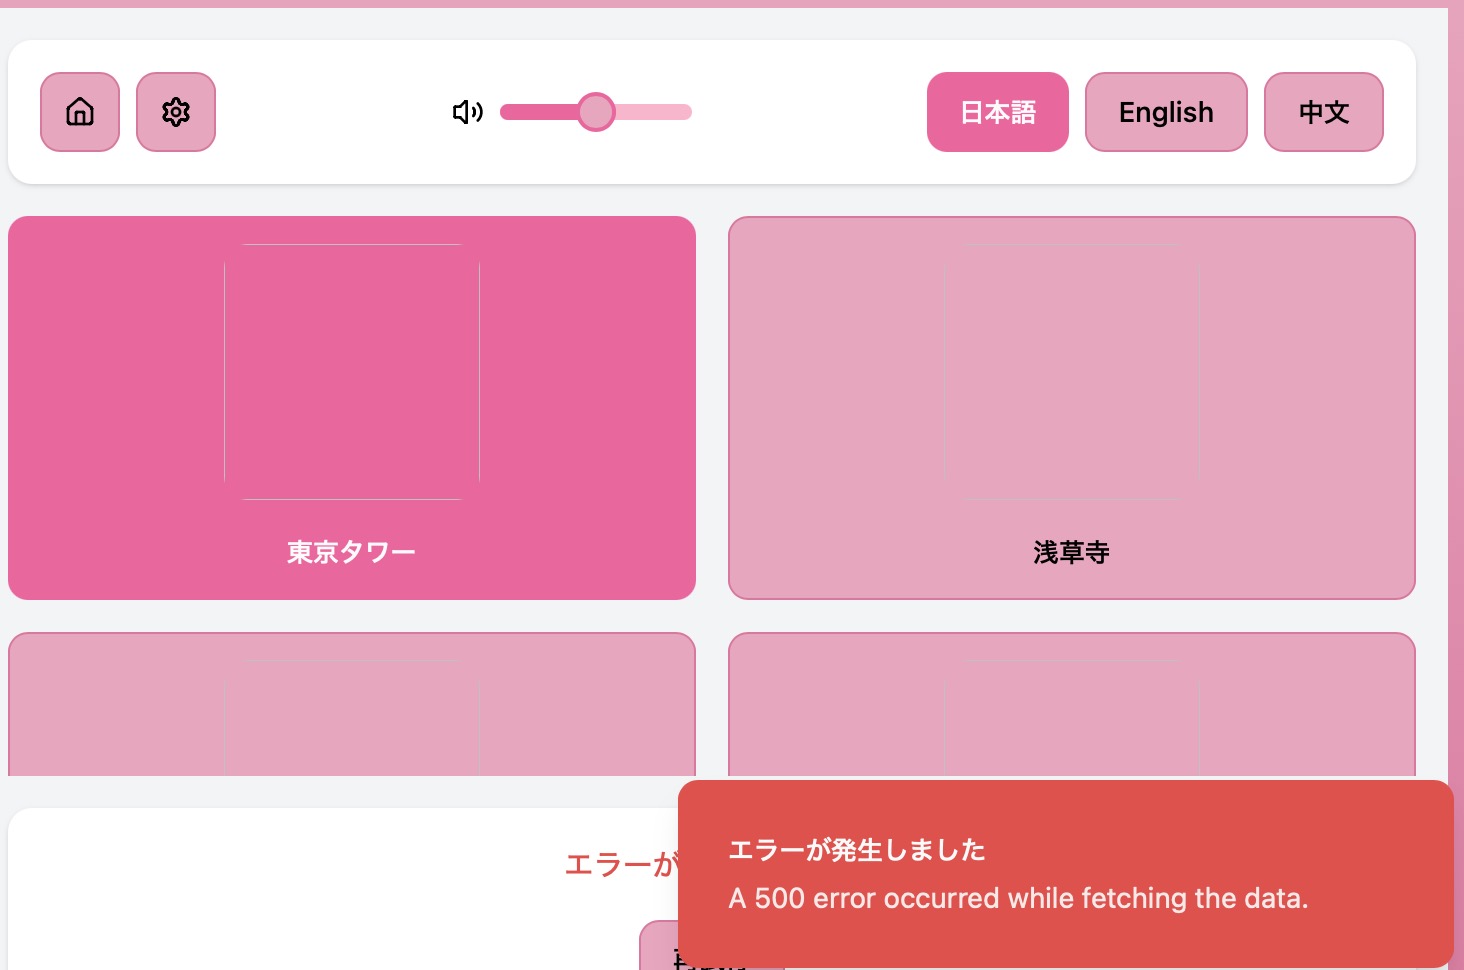 日本語
English
中文
東京タワー
浅草寺
エラーが
エラーが発生しました
A 500 error occurred while fetching the data.